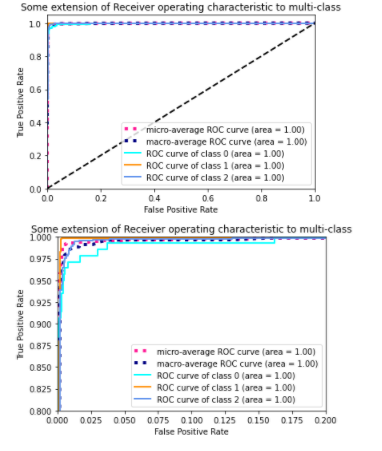 Some extension of Receiver operating characteristic to multi-class
1.0
0.8
0.6
0.4
0.2
0.0
True Positive Rate
micro-average ROC curve (area = 1.00)
macro-average ROC curve (area = 1.00)
ROC curve of class 0 (area = 1.00)
ROC curve of class 1 (area = 1.00)
ROC curve of class 2 (area = 1.00)
0.0 0.2 0.4 0.6 0.8 1.0
False Positive Rate
Some extension of Receiver operating characteristic to multi-class
1.000
0.975
0.950
0.925
0.900
0.875
0.850
0.825
0.800
True Positive Rate
micro-average ROC curve (area = 1.00)
macro-average ROC curve (area = 1.00)
ROC curve of class 0 (area = 1.00)
ROC curve of class 1 (area = 1.00)
ROC curve of class 2 (area = 1.00)
0.000 0.025 0.050 0.075 0.100 0.125 0.150 0.175 0.200
False Positive Rate